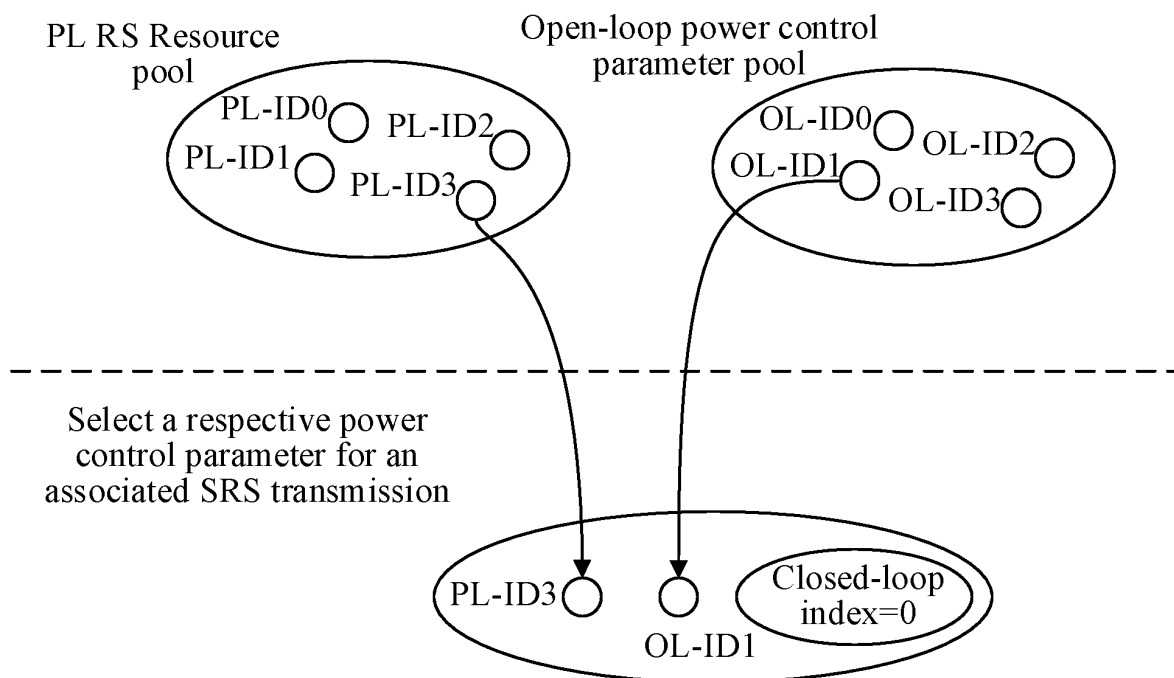 PL RS Resource
pool
Open-loop power control
parameter pool
PL-ID0
PL-ID2
PL-ID1
PL-ID3
OL-ID0
OL-ID2
OL-ID1
OL-ID3
Select a respective power
control parameter for an
associated SRS transmission
PL-ID3
OL-ID1
Closed-loop
index=0